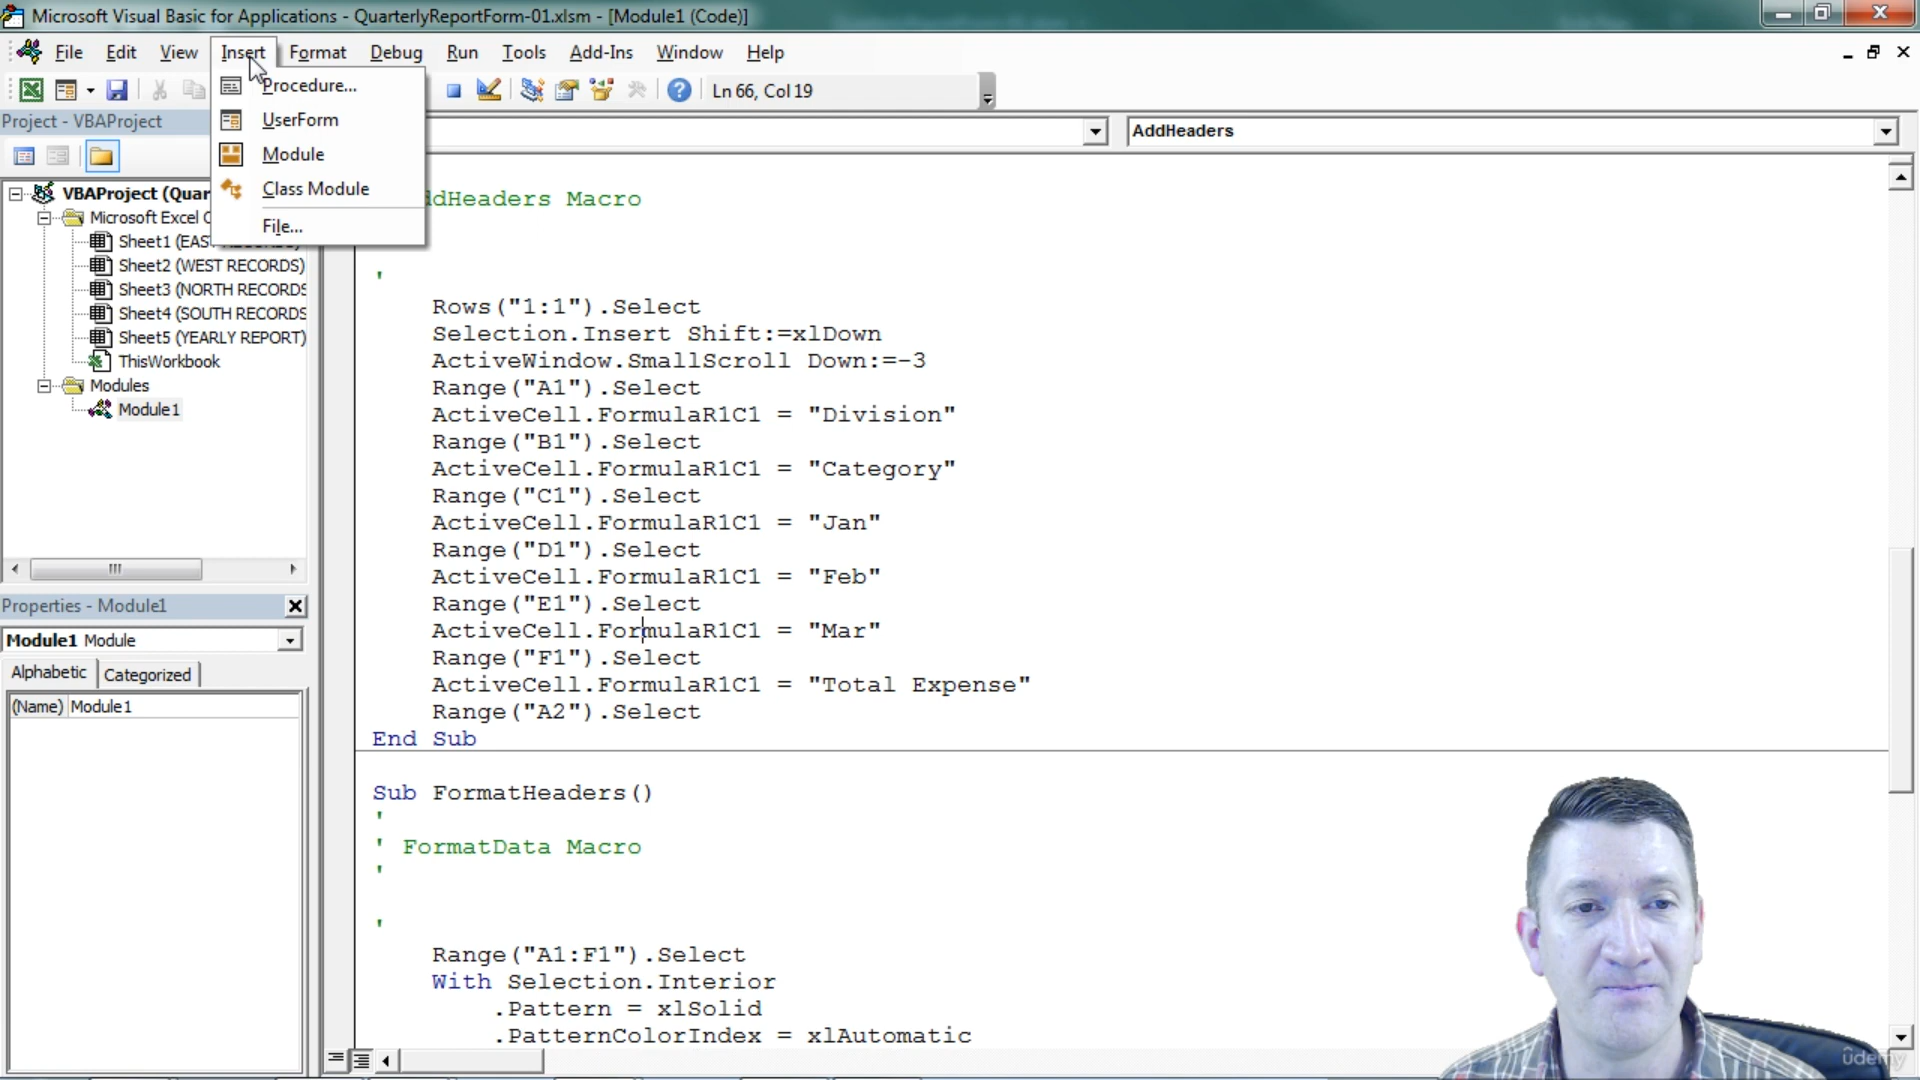 Microsoft Visual Basic for Applications - QuarterlyReportForm-01.xlsm - [Module1 (Code)]
File Edit View Insert Format Debug Run Tools Add-Ins Window Help
Procedure...
UserForm
Module
Class Module
File...
Ln 66, Col 19
Project - VBAProject
VBAProject (Quar
Microsoft Excel O
Sheet1 (EAST RECORDS)
Sheet2 (WEST RECORDS)
Sheet3 (NORTH RECORDS
Sheet4 (SOUTH RECORDS
Sheet5 (YEARLY REPORT)
ThisWorkbook
Modules
Module1
Properties - Module1
Module1 Module
Alphabetic Categorized
(Name) Module1
AddHeaders
ddHeaders Macro
'
Rows("1:1").Select
Selection.Insert Shift:=xlDown
ActiveWindow.SmallScroll Down:=-3
Range("A1").Select
ActiveCell.FormulaR1C1 = "Division"
Range("B1").Select
ActiveCell.FormulaR1C1 = "Category"
Range("C1").Select
ActiveCell.FormulaR1C1 = "Jan"
Range("D1").Select
ActiveCell.FormulaR1C1 = "Feb"
Range("E1").Select
ActiveCell.FormulaR1C1 = "Mar"
Range("F1").Select
ActiveCell.FormulaR1C1 = "Total Expense"
Range("A2").Select
End Sub
Sub FormatHeaders()
'
' FormatData Macro
'
'
Range("A1:F1").Select
With Selection.Interior
.Pattern = xlSolid
.PatternColorIndex = xlAutomatic
ûdemy